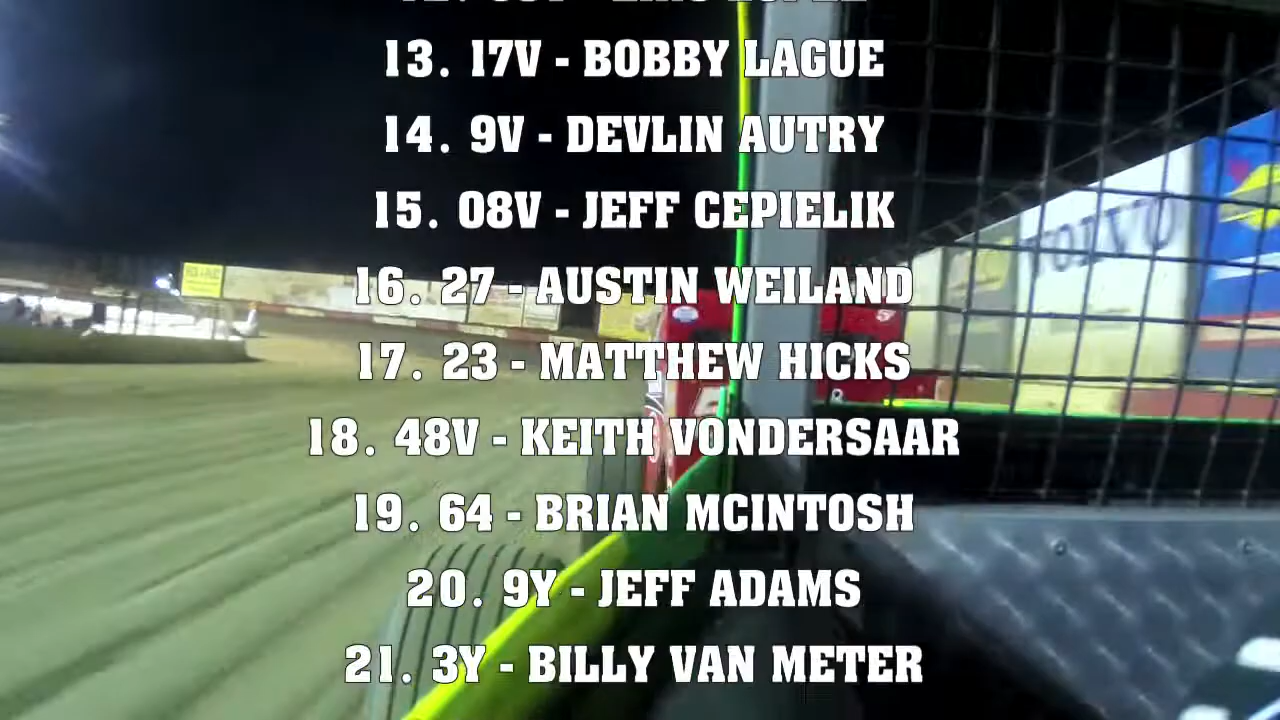 13. 17V - BOBBY LAGUE
14. 9V - DEVLIN AUTRY
15. 08V - JEFF CEPIELIK
16. 27 - AUSTIN WEILAND
17. 23 - MATTHEW HICKS
18. 48V - KEITH VONDERSAAR
19. 64 - BRIAN MCINTOSH
20. 9Y - JEFF ADAMS
21. 3Y - BILLY VAN METER